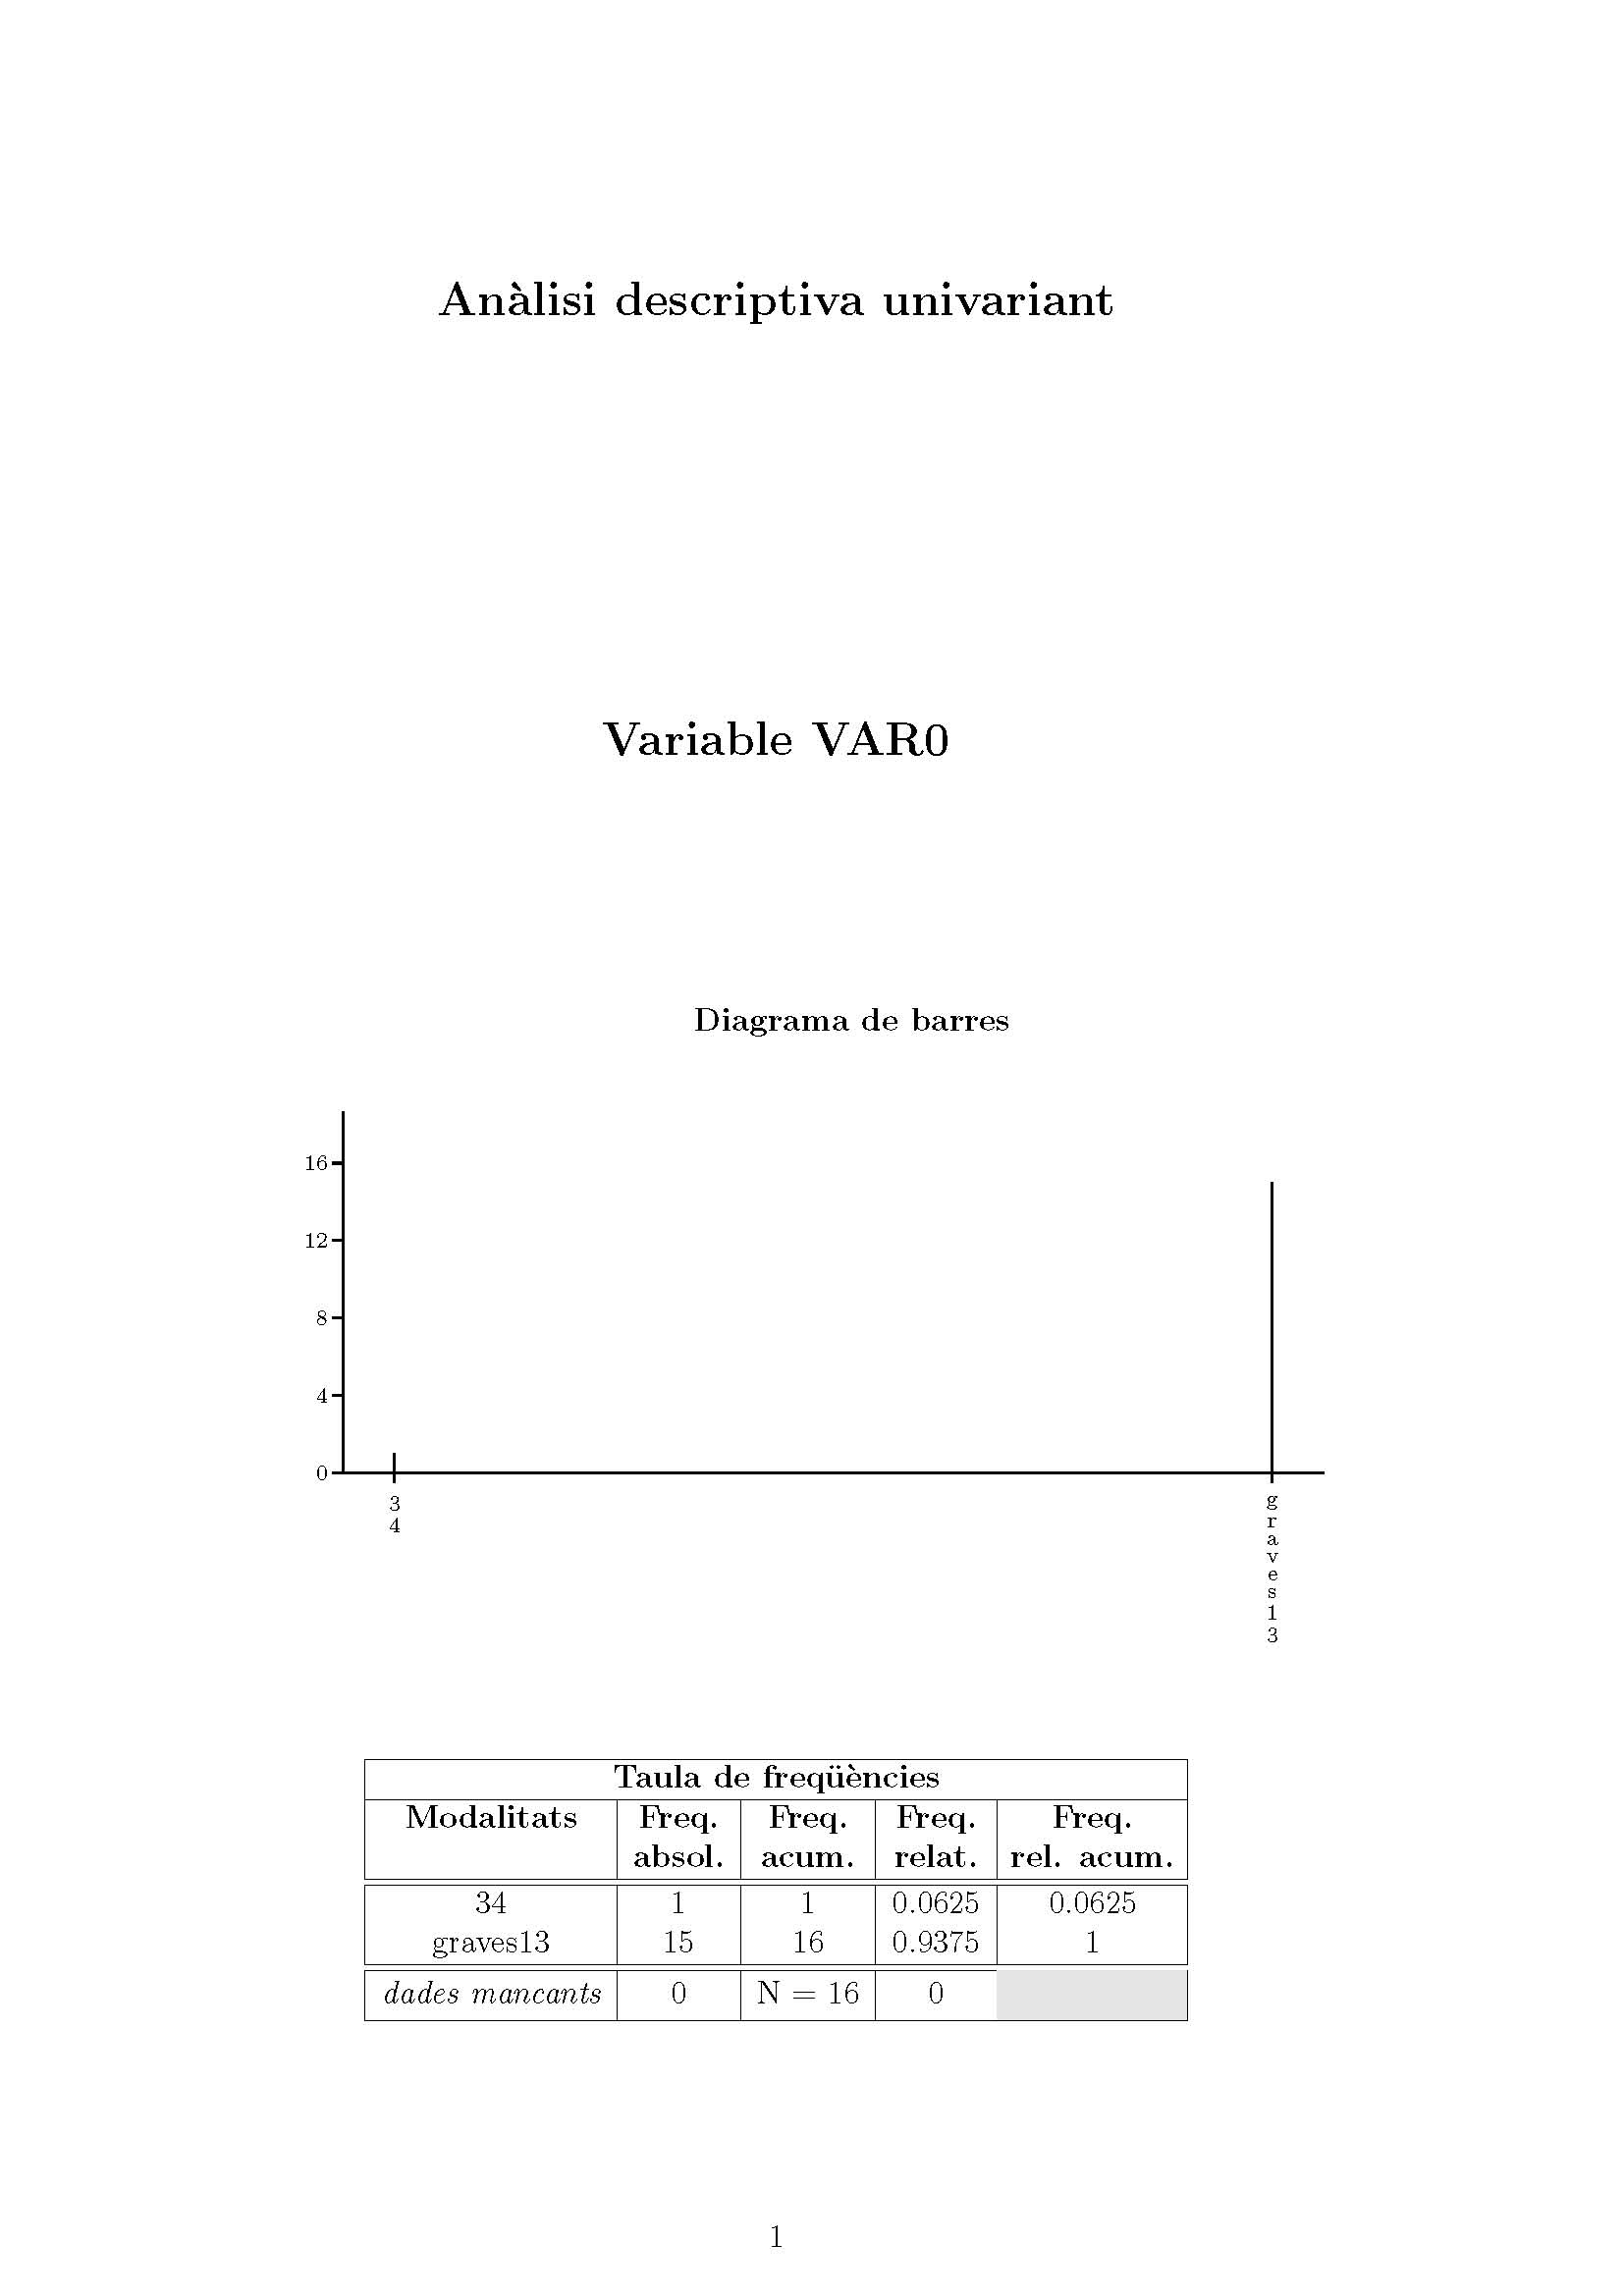 Anàlisi descriptiva univariant
Variable VAR0
Diagrama de barres
16
12
8
4
0
3
4
g
r
a
v
e
s
1
3
Taula de freqüències
Modalitats Freq. Freq. Freq. Freq.
absol. acum. relat. rel. acum.
34 1 1 0.0625 0.0625
graves13 15 16 0.9375 1
dades mancants 0 N = 16 0
1